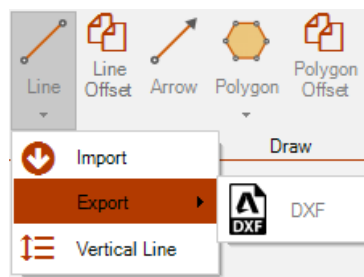 Line
Line
Offset
Arrow
Polygon
Polygon
Offset
Draw
Import
Export
DXF
DXF
Vertical Line